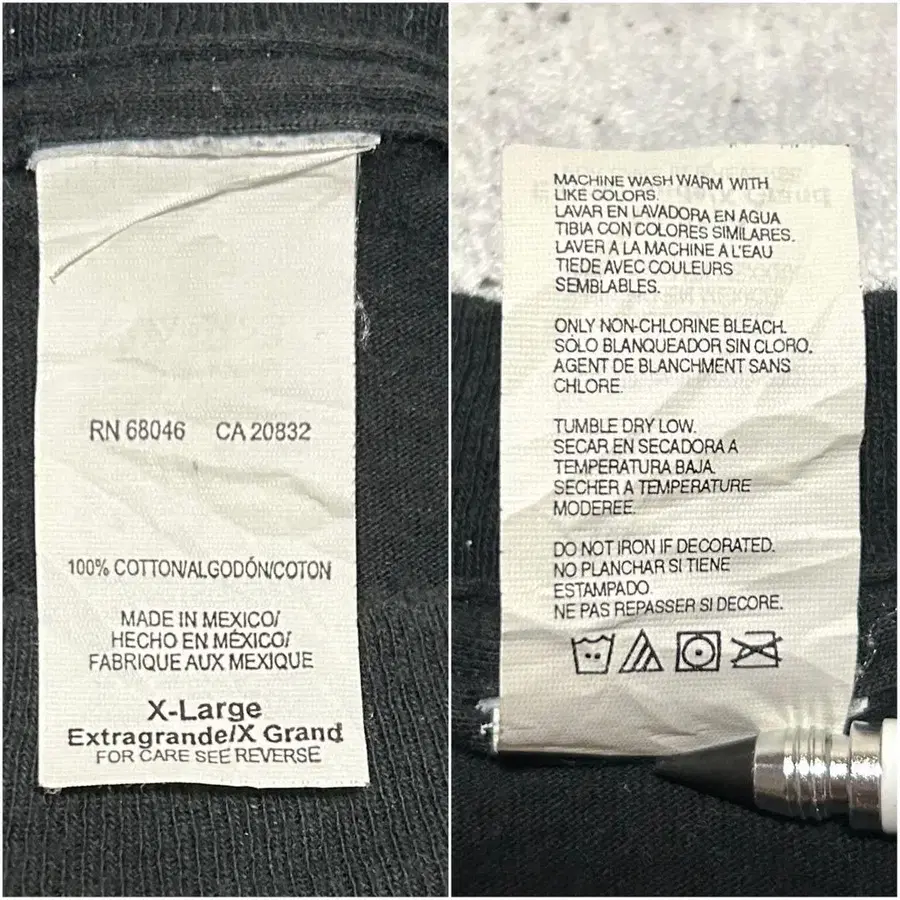 RN 68046 CA 20832
100% COTTON/ALGODÓN/COTON
MADE IN MEXICO/
HECHO EN MÉXICO/
FABRIQUE AUX MEXIQUE
X-Large
Extragrande/X Grand
FOR CARE SEE REVERSE
MACHINE WASH WARM WITH
LIKE COLORS.
LAVAR EN LAVADORA EN AGUA
TIBIA CON COLORES SIMILARES.
LAVER A LA MACHINE A L'EAU
TIEDE AVEC COULEURS
SEMBLABLES.
ONLY NON-CHLORINE BLEACH.
SÓLO BLANQUEADOR SIN CLORO.
AGENT DE BLANCHMENT SANS
CHLORE.
TUMBLE DRY LOW.
SECAR EN SECADORA A
TEMPERATURA BAJA.
SECHER A TEMPERATURE
MODEREE.
DO NOT IRON IF DECORATED.
NO PLANCHAR SI TIENE
ESTAMPADO.
NE PAS REPASSER SI DECORE.